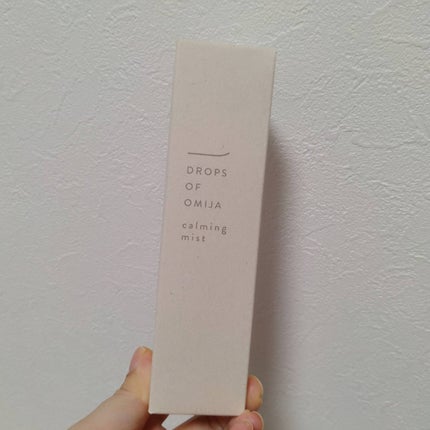 DROPS
OF
OMIJA
calming
mist